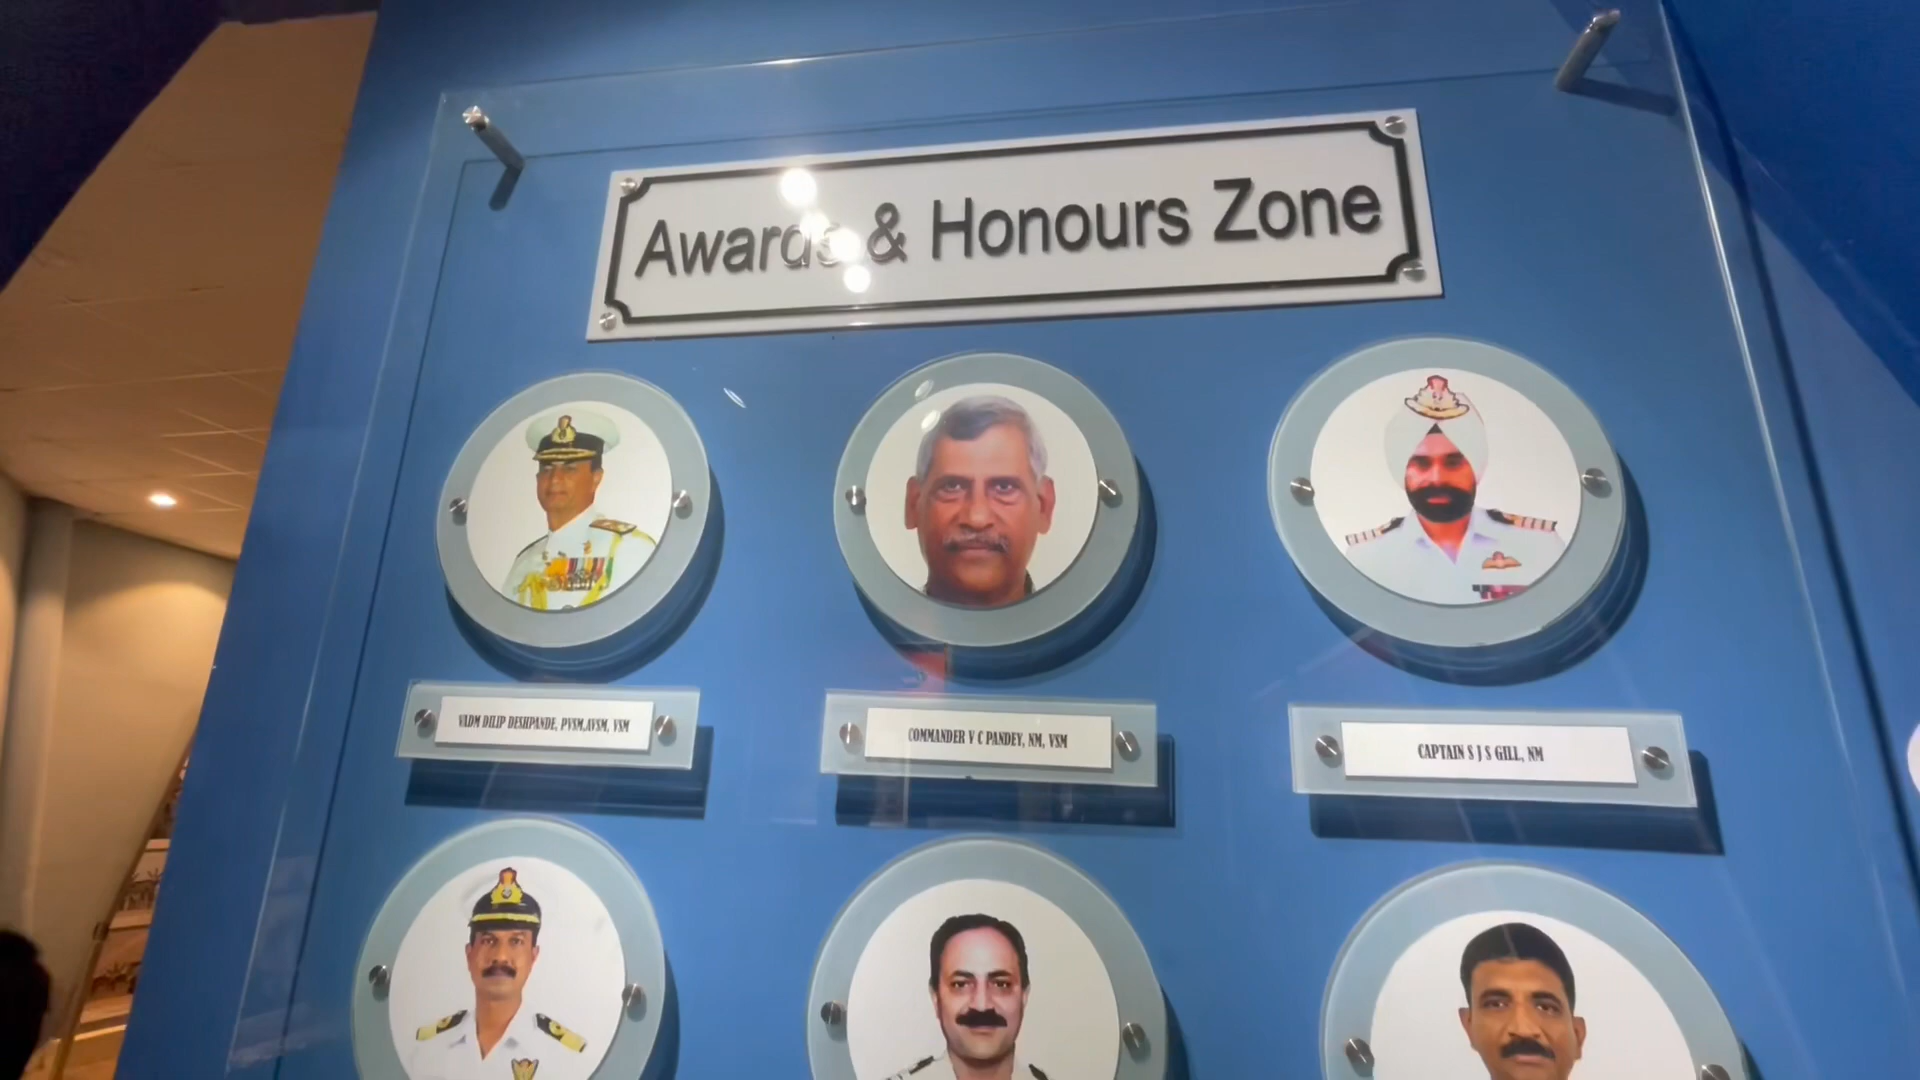 Awards & Honours Zone
VADM DILIP DESHPANDE, PVSM,AVSM, VSM
COMMANDER V C PANDEY, NM, VSM
CAPTAIN S J S GILL, NM